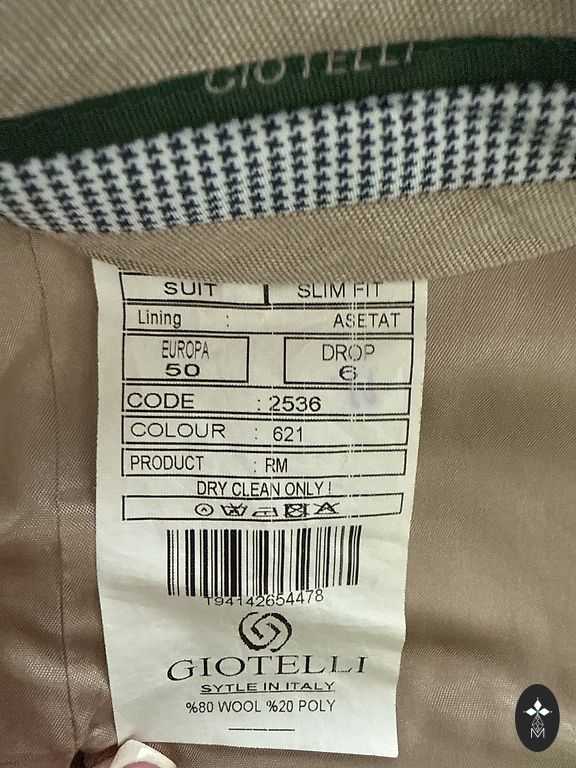 GIOTELLI
SUIT SLIM FIT
Lining : ASETAT
EUROPA DROP
50 6
CODE : 2536
COLOUR : 621
PRODUCT : RM
DRY CLEAN ONLY !
T94142654478
GIOTELLI
SYTLE IN ITALY
%80 WOOL %20 POLY
M